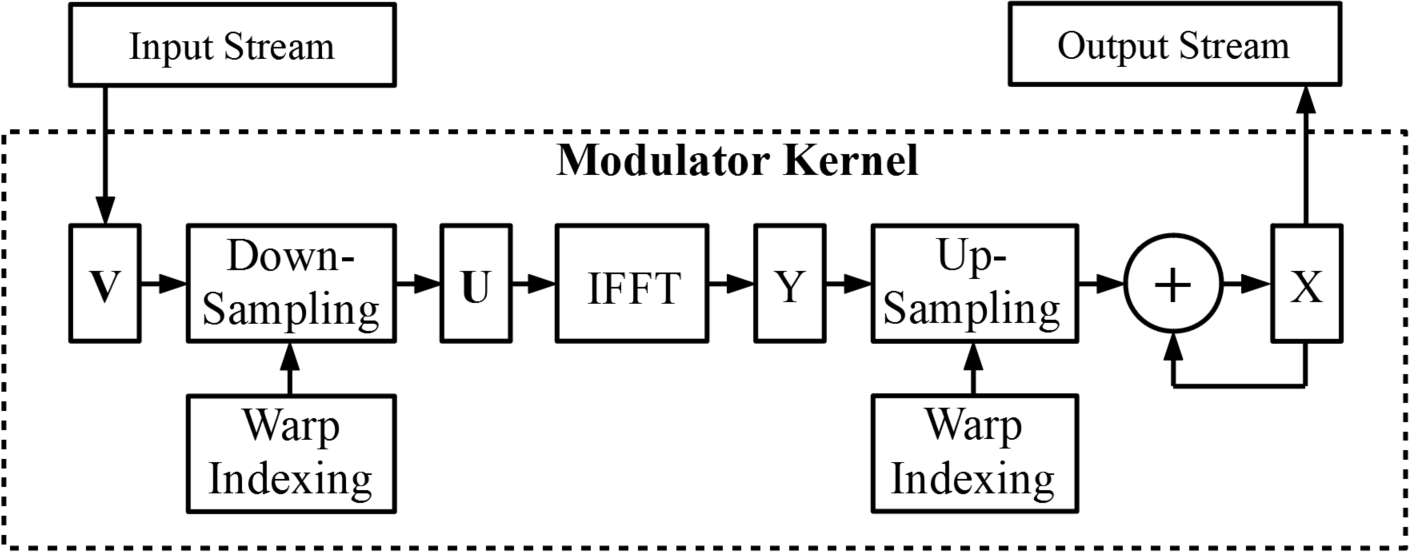 Input Stream
Output Stream
Modulator Kernel
V
Down-
Sampling
U
IFFT
Y
Up-
Sampling
+
X
Warp
Indexing
Warp
Indexing